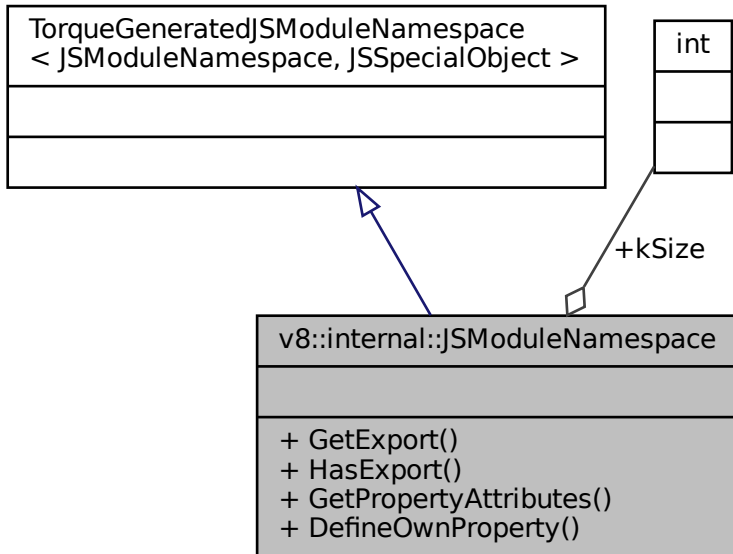 TorqueGeneratedJSModuleNamespace
< JSModuleNamespace, JSSpecialObject >
int
+kSize
v8::internal::JSModuleNamespace
+ GetExport()
+ HasExport()
+ GetPropertyAttributes()
+ DefineOwnProperty()